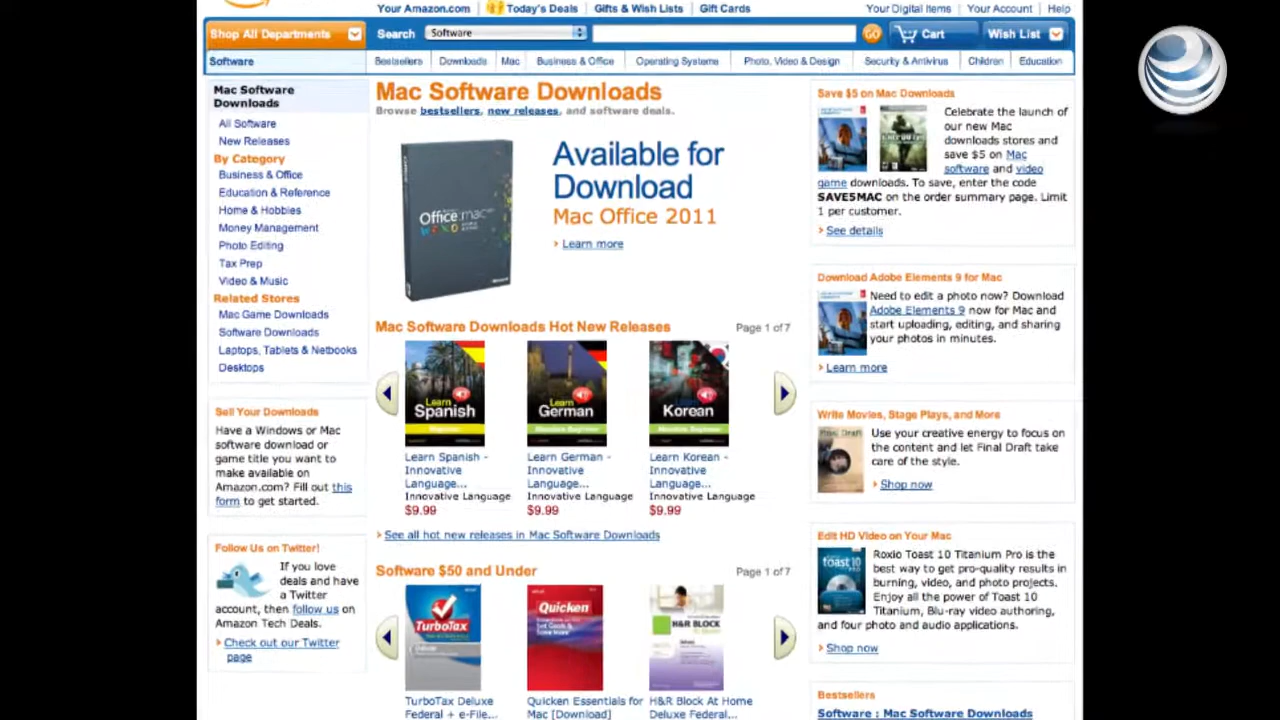 Your Amazon.com Today's Deals Gifts & Wish Lists Gift Cards Your Digital Items Your Account Help
Shop All Departments Search Software GO Cart Wish List
Software Bestsellers Downloads Mac Business & Office Operating Systems Photo, Video & Design Security & Antivirus Children Education
Mac Software
Downloads
All Software
New Releases
By Category
Business & Office
Education & Reference
Home & Hobbies
Money Management
Photo Editing
Tax Prep
Video & Music
Related Stores
Mac Game Downloads
Software Downloads
Laptops, Tablets & Netbooks
Desktops
Sell Your Downloads
Have a Windows or Mac
software download or
game title you want to
make available on
Amazon.com? Fill out this
form to get started.
Follow Us on Twitter!
If you love
deals and have
a Twitter
account, then follow us on
Amazon Tech Deals.
Check out our Twitter
page
Mac Software Downloads
Browse bestsellers, new releases, and software deals.
Office:mac
Available for
Download
Mac Office 2011
Learn more
Mac Software Downloads Hot New Releases Page 1 of 7
Learn Spanish
Learn German
Learn Korean
Learn Spanish - Learn German - Learn Korean -
Innovative Innovative Innovative
Language... Language... Language...
Innovative Language Innovative Language Innovative Language
$9.99 $9.99 $9.99
See all hot new releases in Mac Software Downloads
Software $50 and Under Page 1 of 7
TurboTax Quicken H&R BLOCK
TurboTax Deluxe Quicken Essentials for H&R Block At Home
Federal + e-File... Mac [Download] Deluxe Federal...
Save $5 on Mac Downloads
Celebrate the launch of
our new Mac
downloads stores and
save $5 on Mac
software and video
game downloads. To save, enter the code
SAVE5MAC on the order summary page. Limit
1 per customer.
See details
Download Adobe Elements 9 for Mac
Need to edit a photo now? Download
Adobe Elements 9 now for Mac and
start uploading, editing, and sharing
your photos in minutes.
Learn more
Write Movies, Stage Plays, and More
Final Draft
Use your creative energy to focus on
the content and let Final Draft take
care of the style.
Shop now
Edit HD Video on Your Mac
toast 10
Roxio Toast 10 Titanium Pro is the
best way to get pro-quality results in
burning, video, and photo projects.
Enjoy all the power of Toast 10
Titanium, Blu-ray video authoring,
and four photo and audio applications.
Shop now
Bestsellers
Software : Mac Software Downloads